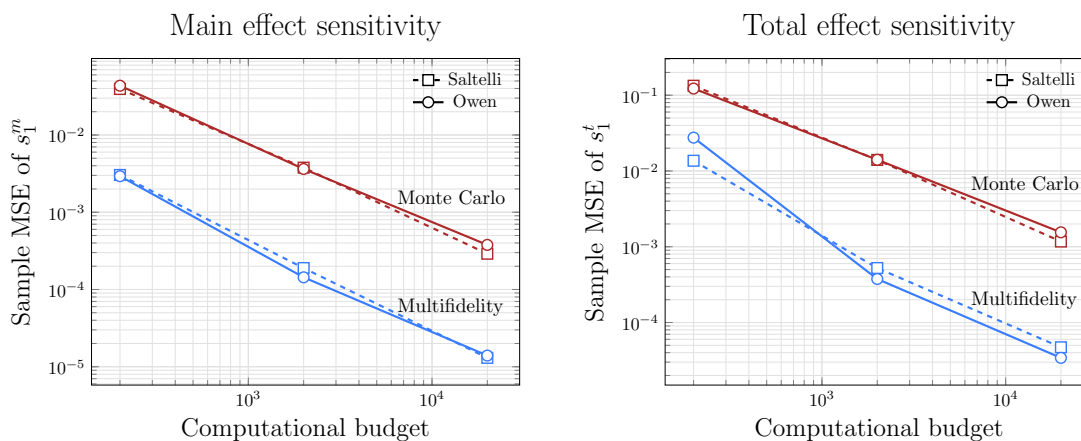 Main effect sensitivity
Saltelli
Owen
Monte Carlo
Multifidelity
10^{-2}
10^{-3}
10^{-4}
10^{-5}
10^3
10^4
Sample MSE of s_1^m
Computational budget
Total effect sensitivity
Saltelli
Owen
Monte Carlo
Multifidelity
10^{-1}
10^{-2}
10^{-3}
10^{-4}
10^3
10^4
Sample MSE of s_1^t
Computational budget